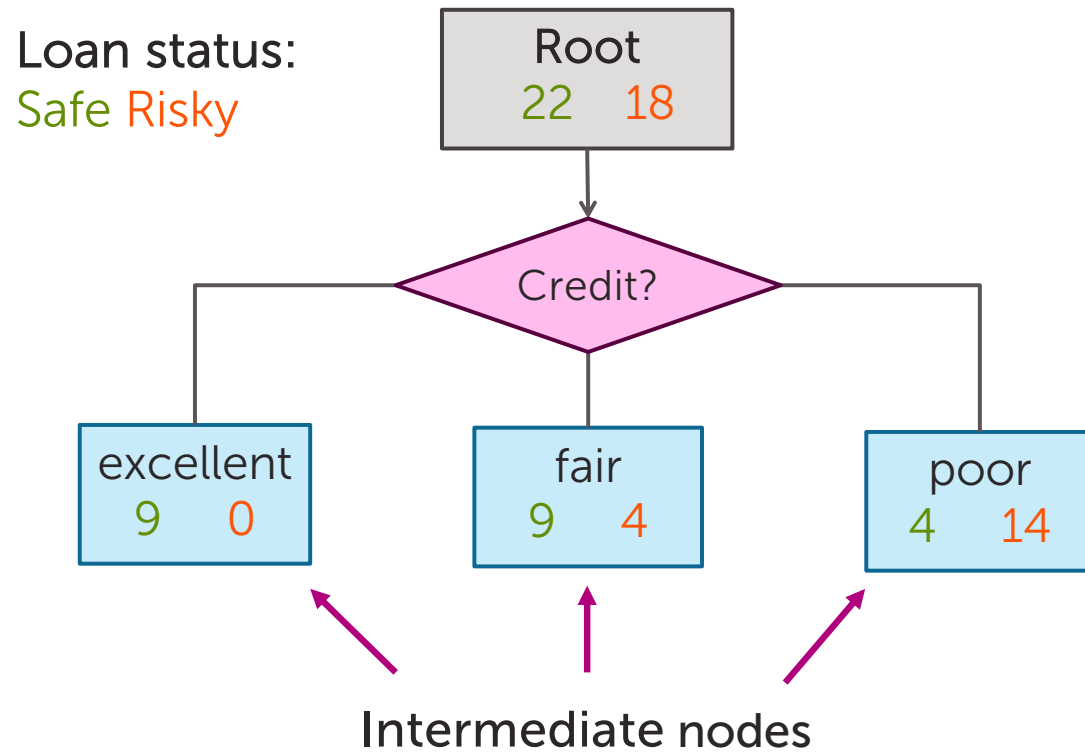 Loan status:
Safe Risky
Root
22 18
Credit?
excellent
9 0
fair
9 4
poor
4 14
Intermediate nodes